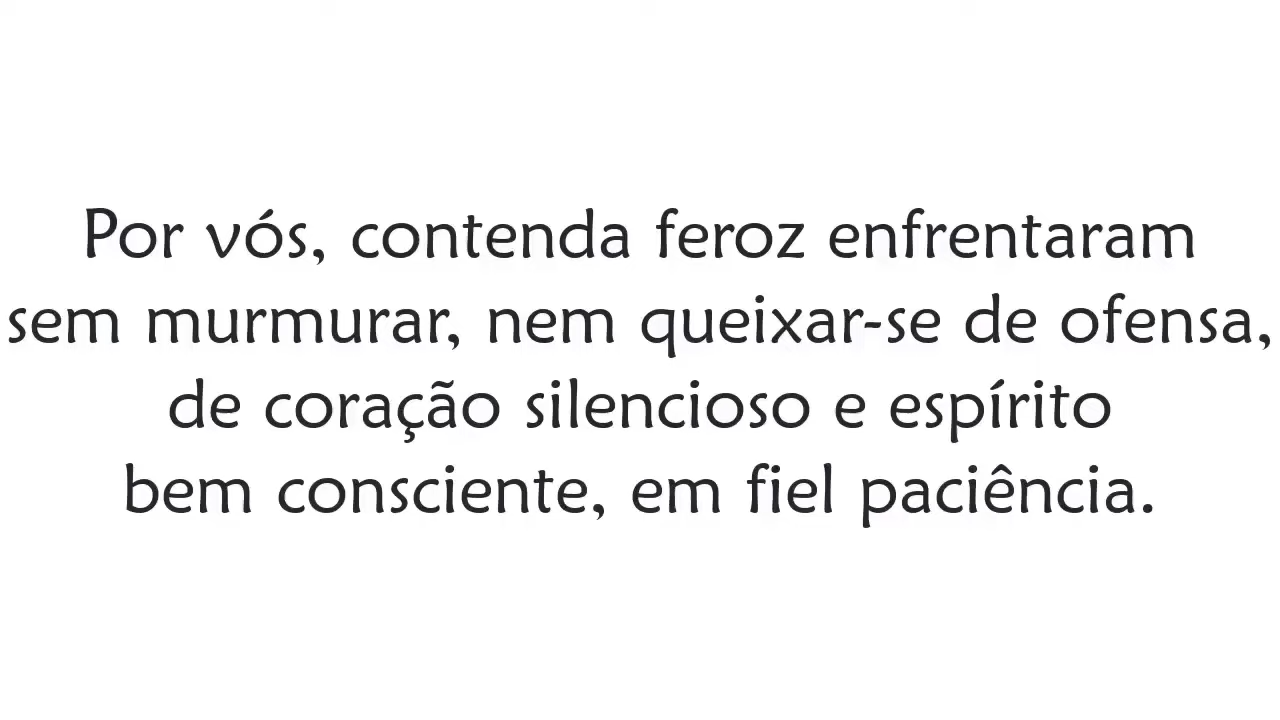 Por vós, contenda feroz enfrentaram
sem murmurar, nem queixar-se de ofensa,
de coração silencioso e espírito
bem consciente, em fiel paciência.